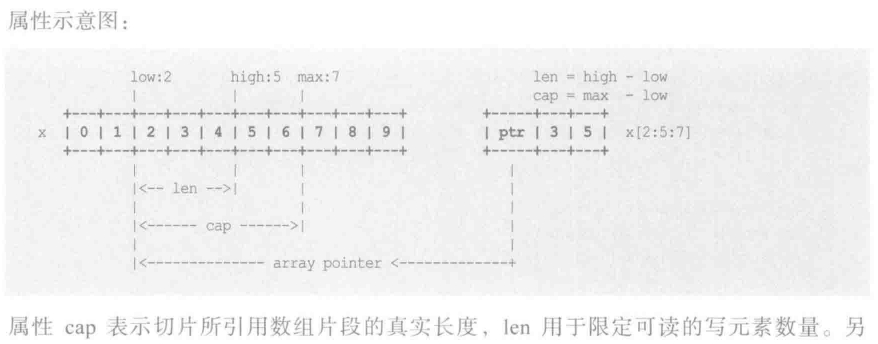 属性示意图：
low:2 high:5 max:7 len = high - low
| | | cap = max - low
+---+---+---+---+---+---+---+---+---+---+ +-----+---+---+
x | 0 | 1 | 2 | 3 | 4 | 5 | 6 | 7 | 8 | 9 | | ptr | 3 | 5 | x[2:5:7]
+---+---+---+---+---+---+---+---+---+---+ +-----+---+---+
| | | |
|<-- len -->| | |
| | |
|<------ cap ------>| |
| |
|<-------------- array pointer <-------------+
属性 cap 表示切片所引用数组片段的真实长度，len 用于限定可读的写元素数量。另